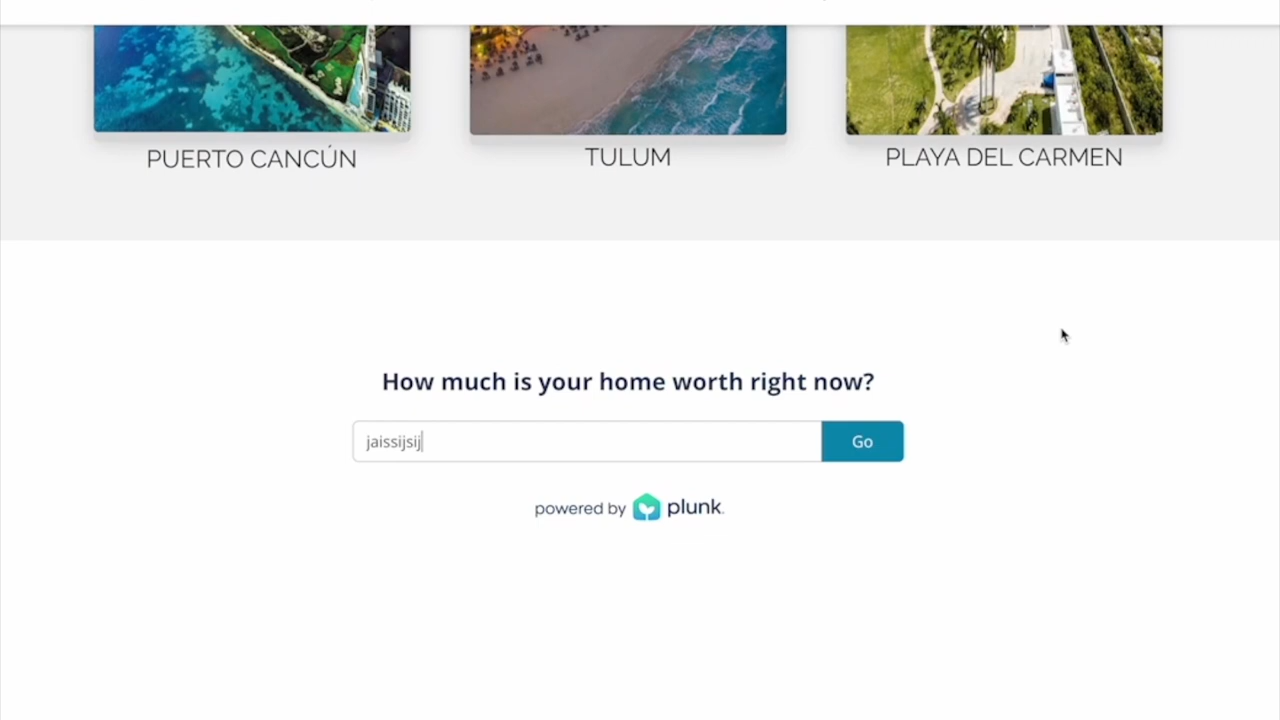 PUERTO CANCÚN
TULUM
PLAYA DEL CARMEN
How much is your home worth right now?
jaissijsij
Go
powered by plunk.